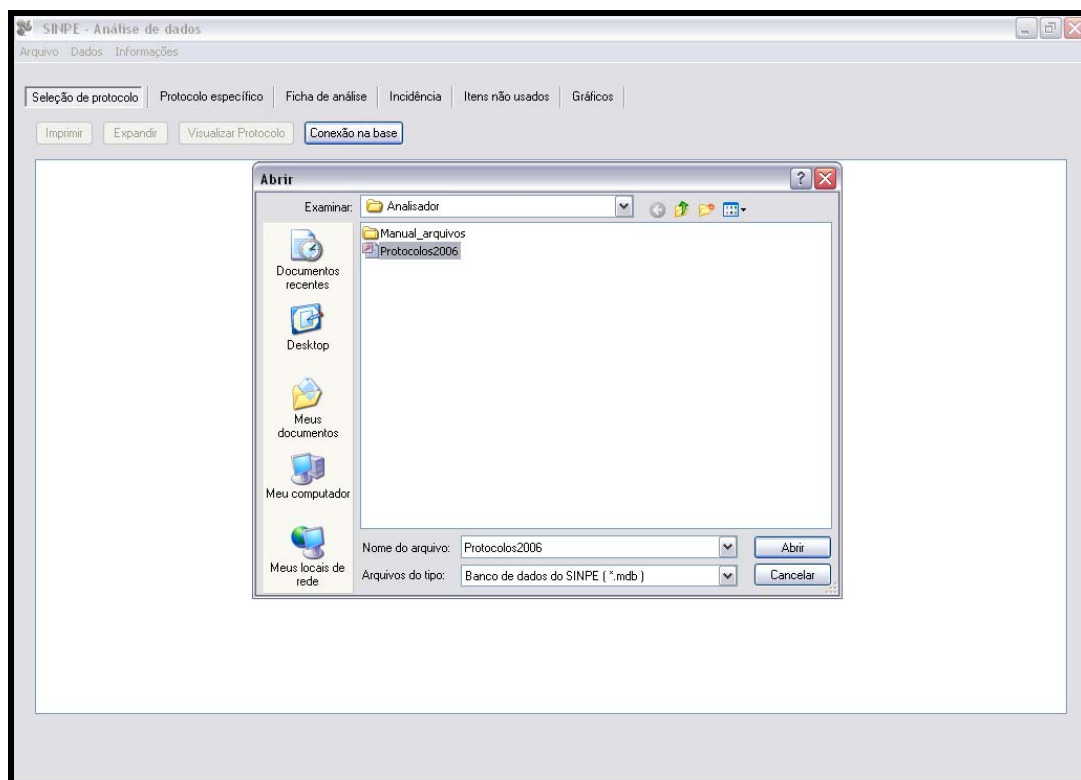 SINPE - Análise de dados
Arquivo Dados Informações
Seleção de protocolo Protocolo específico Ficha de análise Incidência Itens não usados Gráficos
Imprimir Expandir Visualizar Protocolo Conexão na base
Abrir
Examinar: Analisador
Manual_arquivos
Protocolos2006
Documentos
recentes
Desktop
Meus
documentos
Meu computador
Meus locais de
rede
Nome do arquivo: Protocolos2006 Abrir
Arquivos do tipo: Banco de dados do SINPE ( *.mdb ) Cancelar